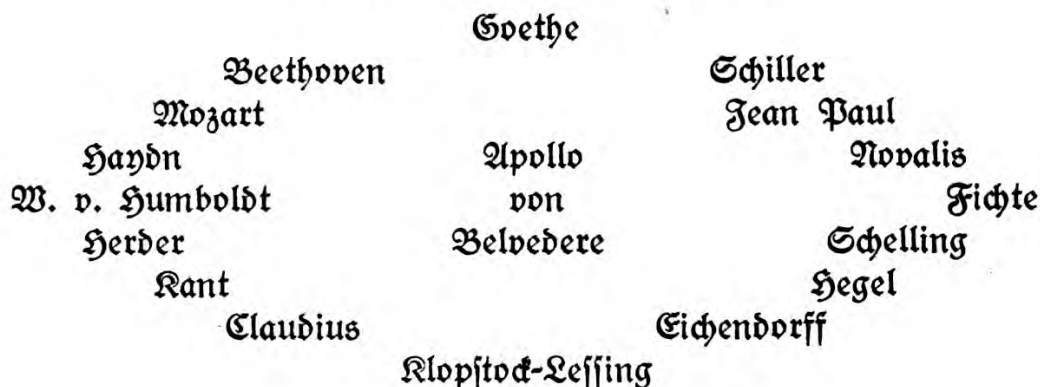 Goethe
Beethoven Schiller
Mozart Jean Paul
Haydn Apollo Novalis
W. v. Humboldt von Fichte
Herder Belvedere Schelling
Kant Hegel
Claudius Eichendorff
Klopſtock-Leſſing